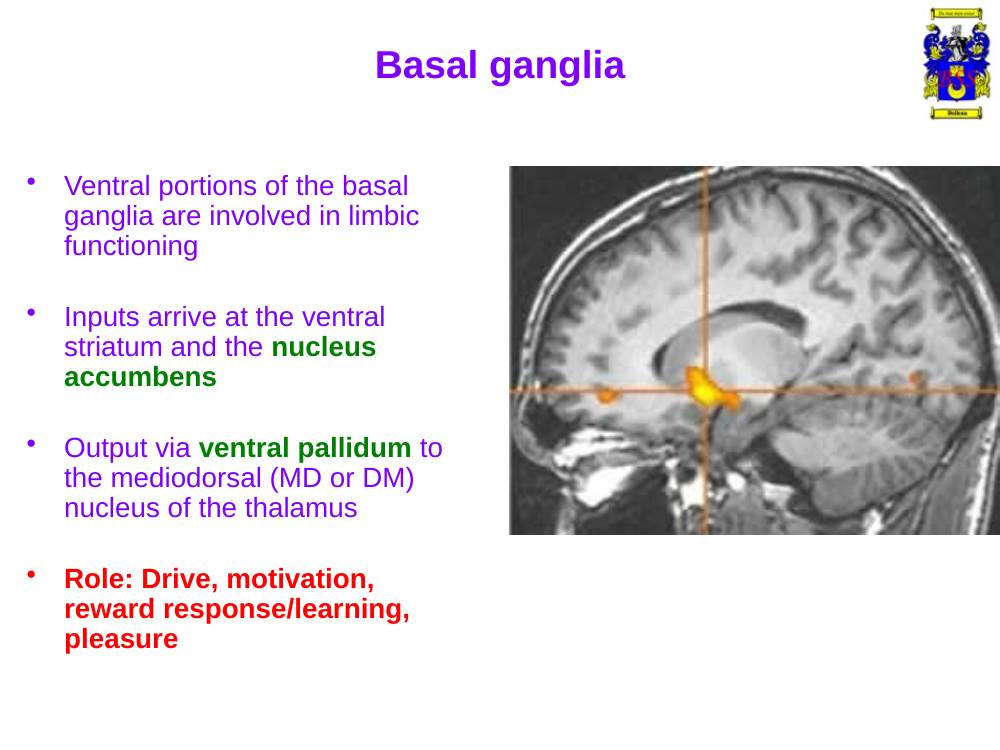 Basal ganglia
• Ventral portions of the basal
ganglia are involved in limbic
functioning
• Inputs arrive at the ventral
striatum and the nucleus
accumbens
• Output via ventral pallidum to
the mediodorsal (MD or DM)
nucleus of the thalamus
• Role: Drive, motivation,
reward response/learning,
pleasure